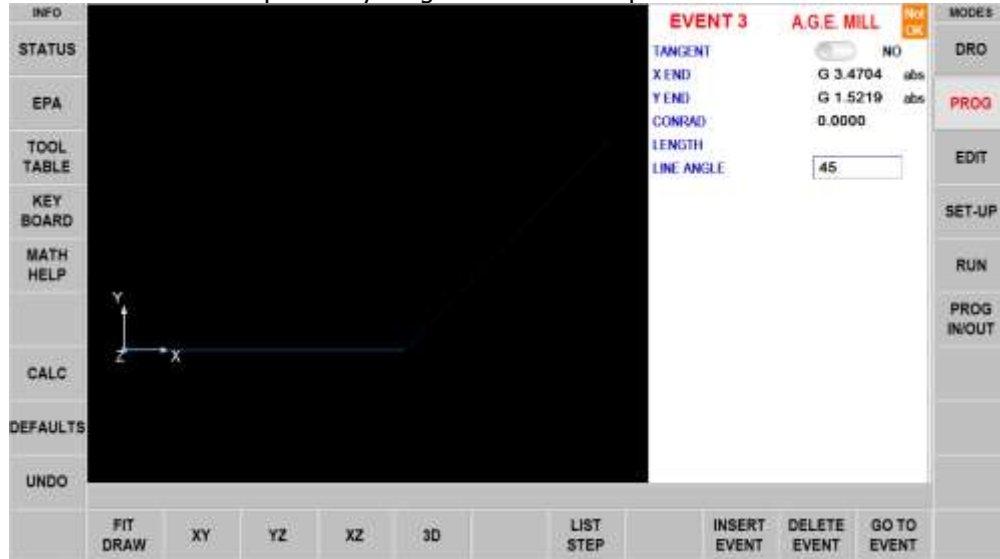 INFO
STATUS
EPA
TOOL
TABLE
KEY
BOARD
MATH
HELP
CALC
DEFAULTS
UNDO
Y
Z
X
EVENT 3 A.G.E. MILL Not
OK
TANGENT NO
X END G 3.4704 abs
Y END G 1.5219 abs
CONRAD 0.0000
LENGTH
LINE ANGLE 45
MODES
DRO
PROG
EDIT
SET-UP
RUN
PROG
IN/OUT
FIT
DRAW
XY
YZ
XZ
3D
LIST
STEP
INSERT
EVENT
DELETE
EVENT
GO TO
EVENT